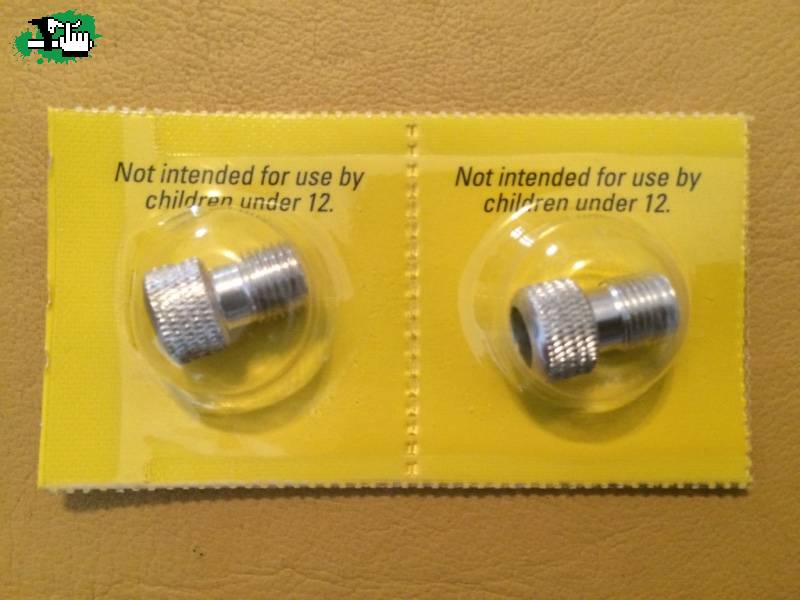 Not intended for use by
children under 12.
Not intended for use by
children under 12.